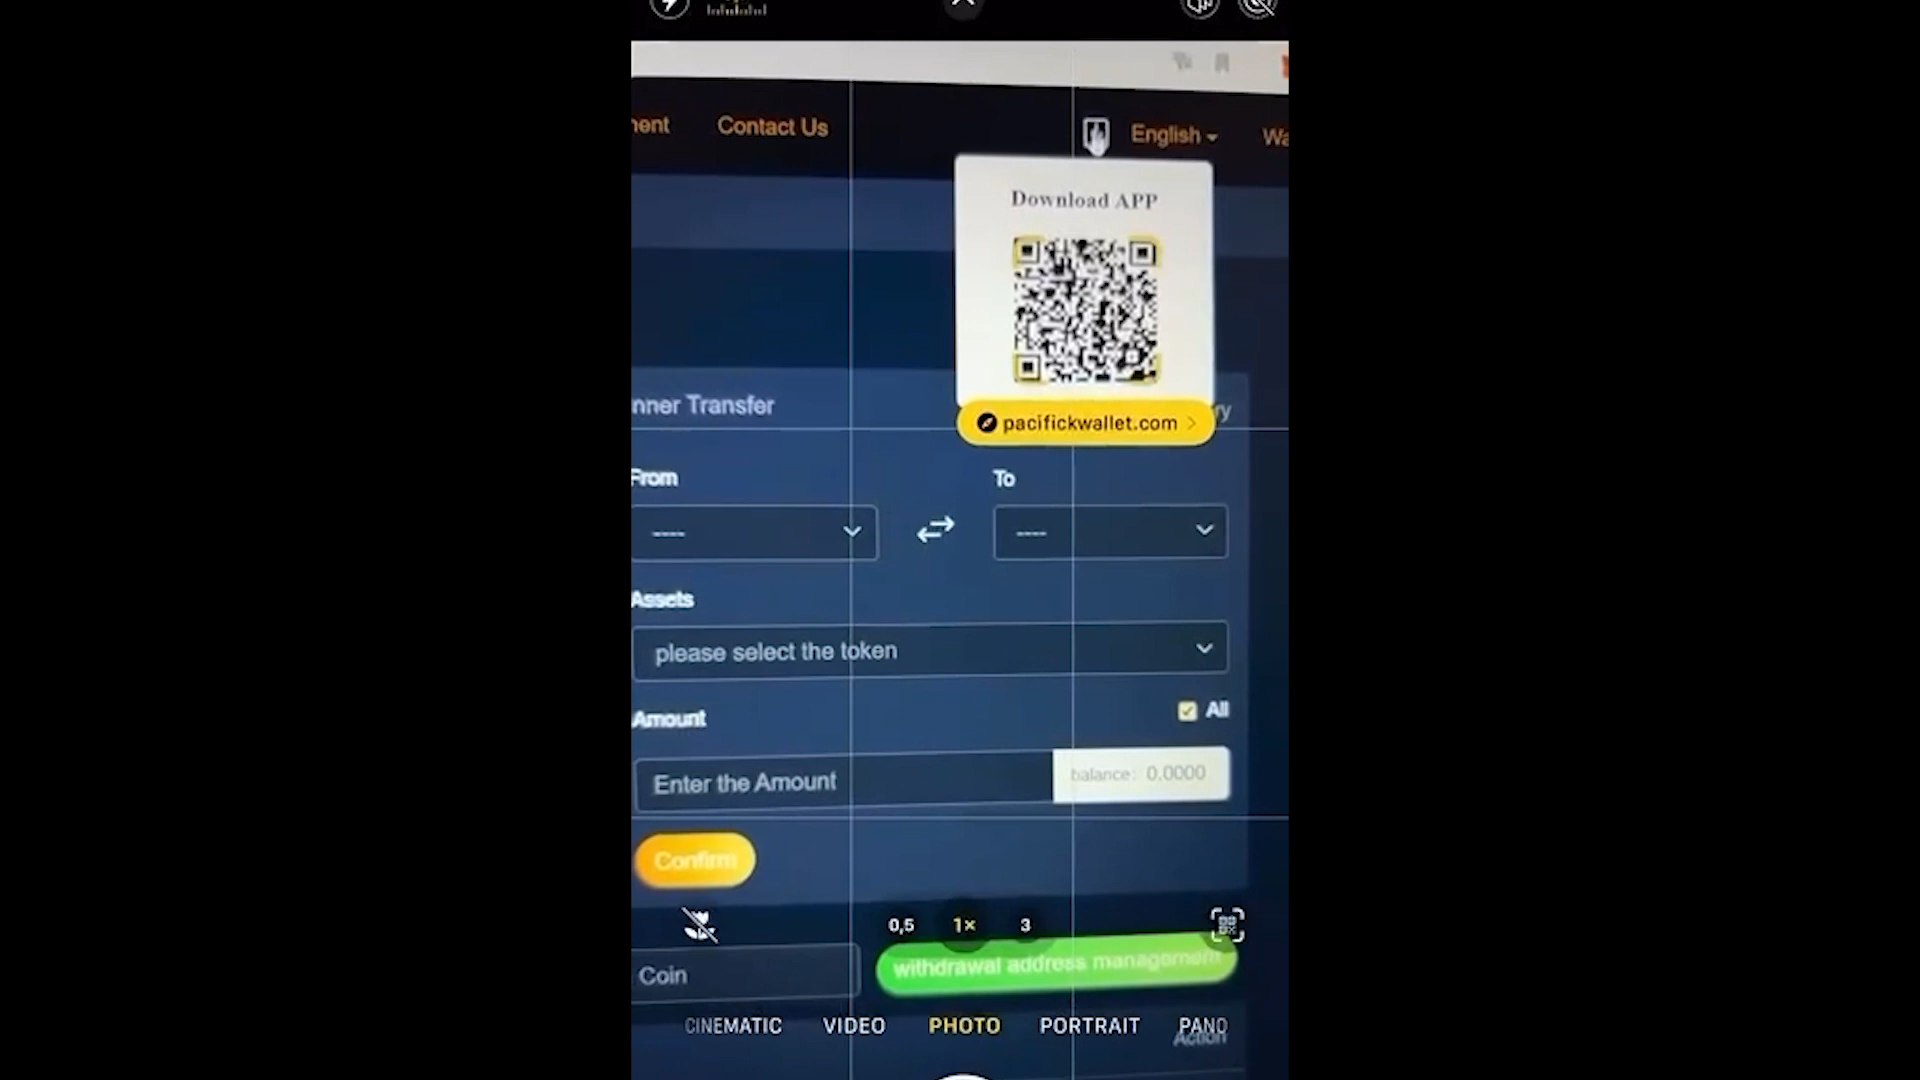 Contact Us
English
Download APP
pacifickwallet.com
nner Transfer
From
To
----
----
Assets
please select the token
Amount
All
Enter the Amount
balance: 0.0000
Confirm
0,5
1×
3
Coin
withdrawal address management
CINEMATIC
VIDEO
PHOTO
PORTRAIT
PANO
Action